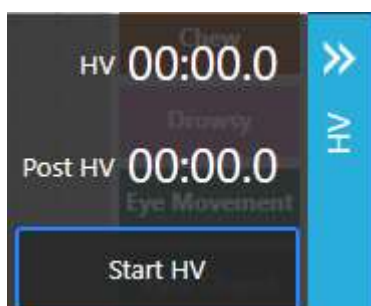 Chew
HV 00:00.0
»
HV
Drowsy
Post HV 00:00.0
Eye Movement
Start HV